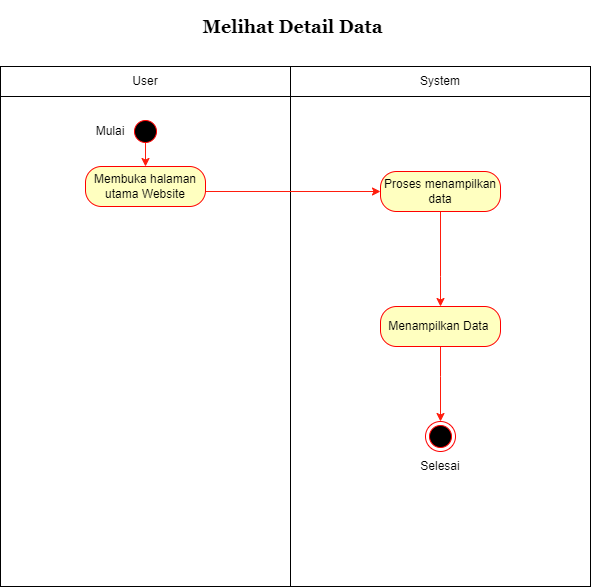 Melihat Detail Data
User
System
Mulai
Membuka halaman
utama Website
Proses menampilkan
data
Menampilkan Data
Selesai